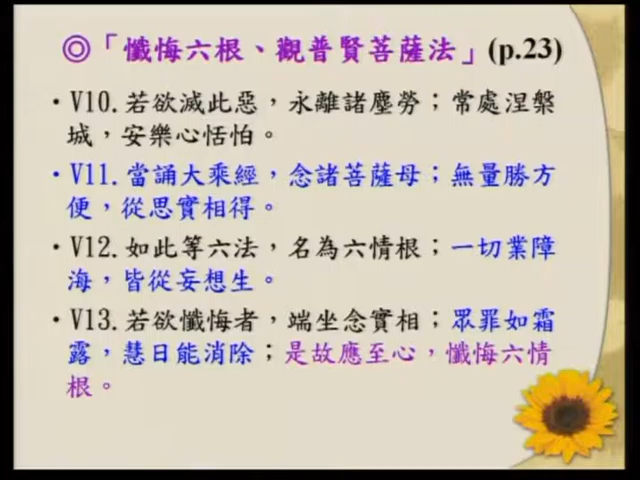 ◎「懺悔六根、觀普賢菩薩法」(p.23)
・V10.若欲滅此惡，永離諸塵勞；常處涅槃
城，安樂心恬怕。
・V11.當誦大乘經，念諸菩薩母；無量勝方
便，從思實相得。
・V12.如此等六法，名為六情根；一切業障
海，皆從妄想生。
・V13.若欲懺悔者，端坐念實相；眾罪如霜
露，慧日能消除；是故應至心，懺悔六情
根。